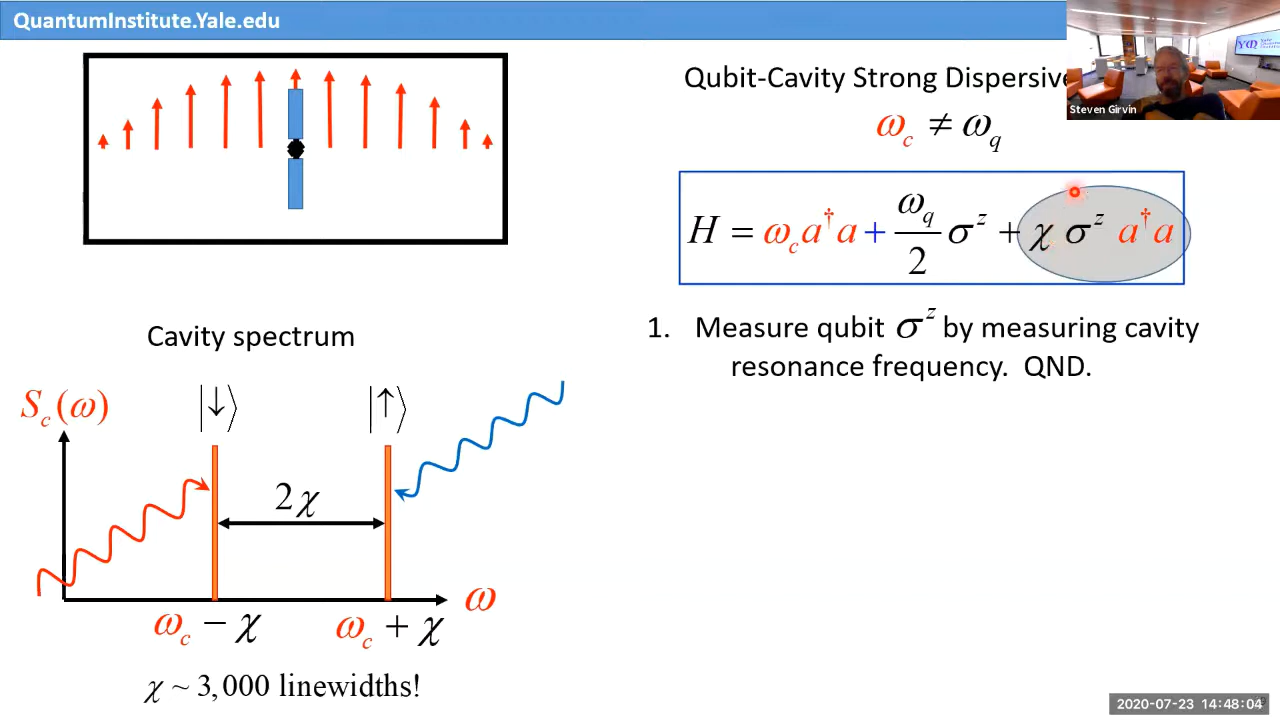 QuantumInstitute.Yale.edu
Qubit-Cavity Strong Dispersive
Steven Girvin
ω_c ≠ ω_q
H = ω_c a†a + ω_q/2 σ^z + χ σ^z a†a
1. Measure qubit σ^z by measuring cavity
resonance frequency. QND.
Cavity spectrum
S_c(ω)
|↓⟩
|↑⟩
2χ
ω
ω_c − χ
ω_c + χ
χ ~ 3,000 linewidths!
2020-07-23 14:48:04